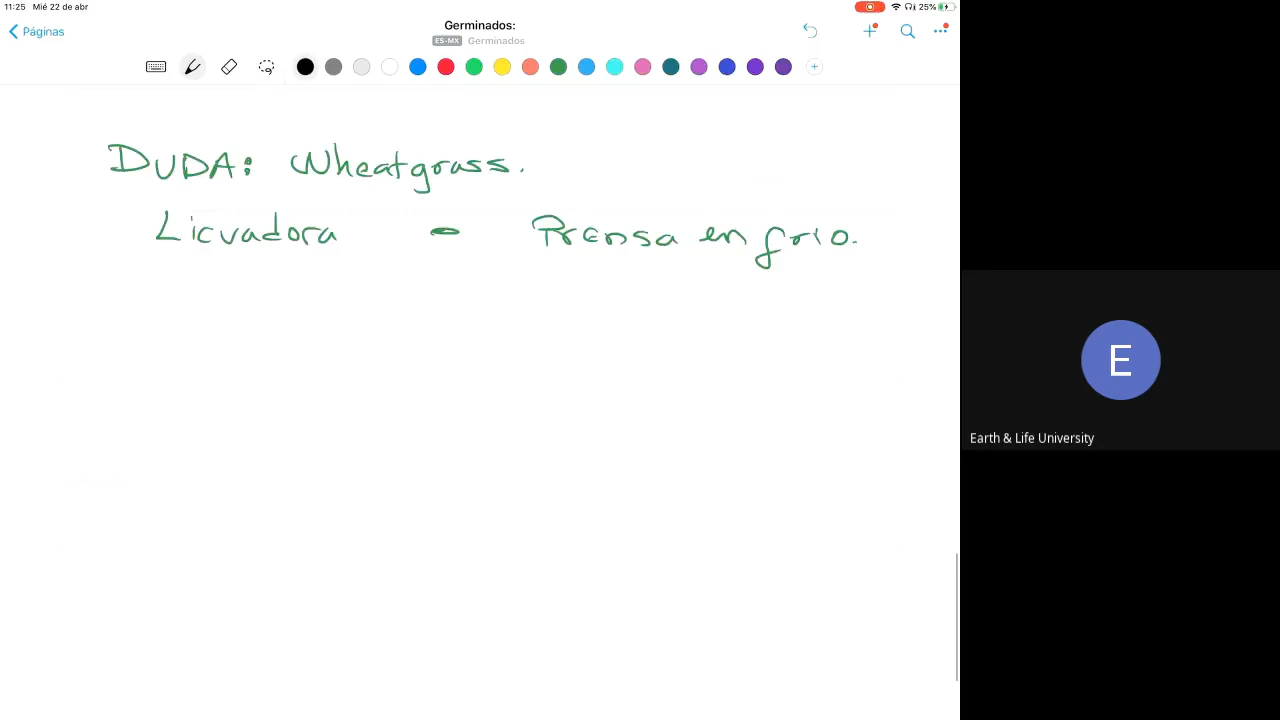 11:25 Mié 22 de abr
25%
Páginas
Germinados:
ES-MX Germinados
DUDA: Wheatgrass.
Licuadora - Prensa en frio.
E
Earth & Life University